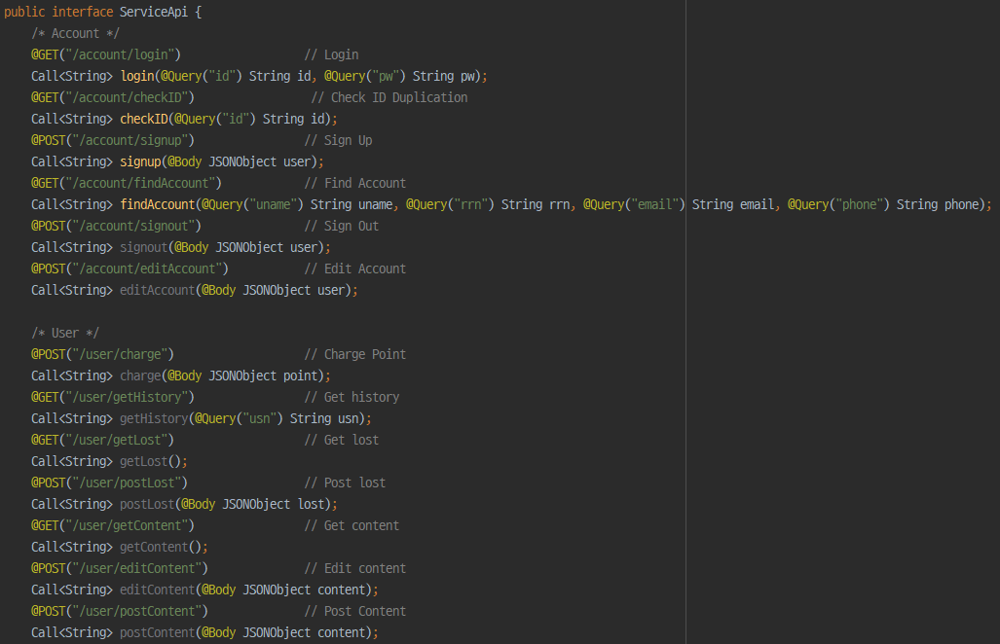 public interface ServiceApi {
/* Account */
@GET("/account/login") // Login
Call<String> login(@Query("id") String id, @Query("pw") String pw);
@GET("/account/checkID") // Check ID Duplication
Call<String> checkID(@Query("id") String id);
@POST("/account/signup") // Sign Up
Call<String> signup(@Body JSONObject user);
@GET("/account/findAccount") // Find Account
Call<String> findAccount(@Query("uname") String uname, @Query("rrn") String rrn, @Query("email") String email, @Query("phone") String phone);
@POST("/account/signout") // Sign Out
Call<String> signout(@Body JSONObject user);
@POST("/account/editAccount") // Edit Account
Call<String> editAccount(@Body JSONObject user);
/* User */
@POST("/user/charge") // Charge Point
Call<String> charge(@Body JSONObject point);
@GET("/user/getHistory") // Get history
Call<String> getHistory(@Query("usn") String usn);
@GET("/user/getLost") // Get lost
Call<String> getLost();
@POST("/user/postLost") // Post lost
Call<String> postLost(@Body JSONObject lost);
@GET("/user/getContent") // Get content
Call<String> getContent();
@POST("/user/editContent") // Edit content
Call<String> editContent(@Body JSONObject content);
@POST("/user/postContent") // Post Content
Call<String> postContent(@Body JSONObject content);